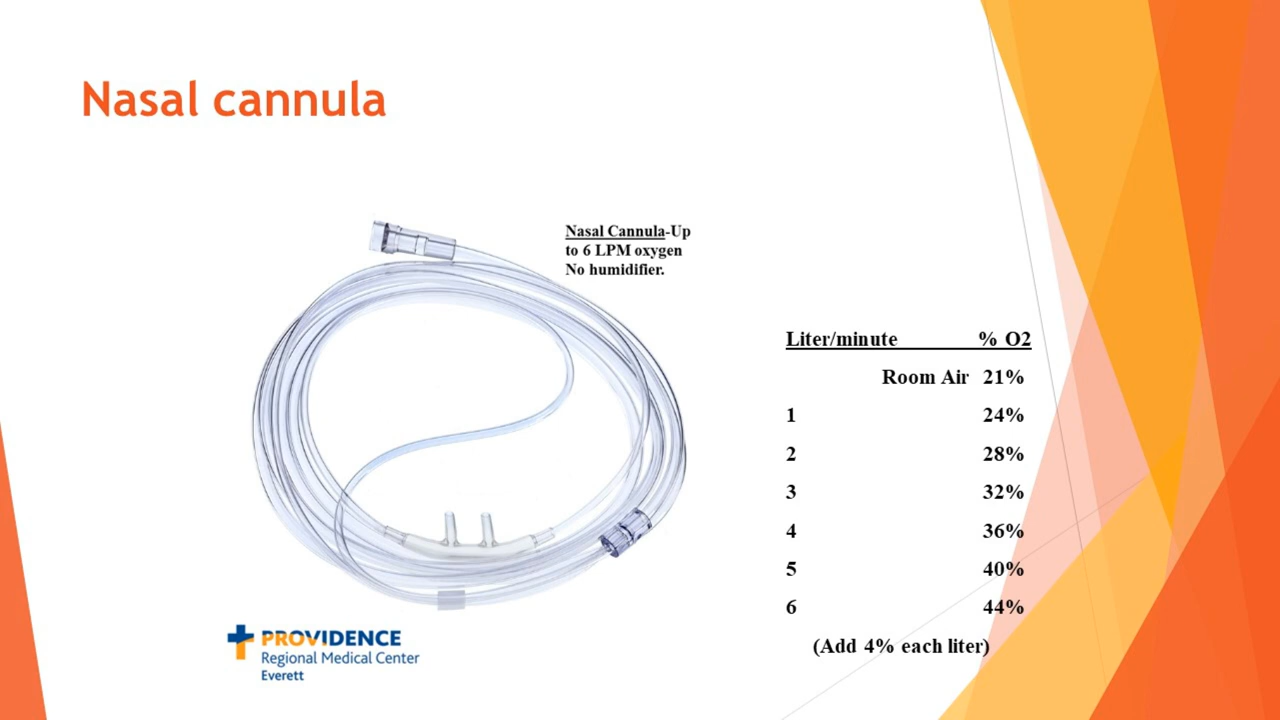 Nasal cannula
Nasal Cannula-Up
to 6 LPM oxygen
No humidifier.
Liter/minute % O2
Room Air 21%
1 24%
2 28%
3 32%
4 36%
5 40%
6 44%
(Add 4% each liter)
PROVIDENCE
Regional Medical Center
Everett